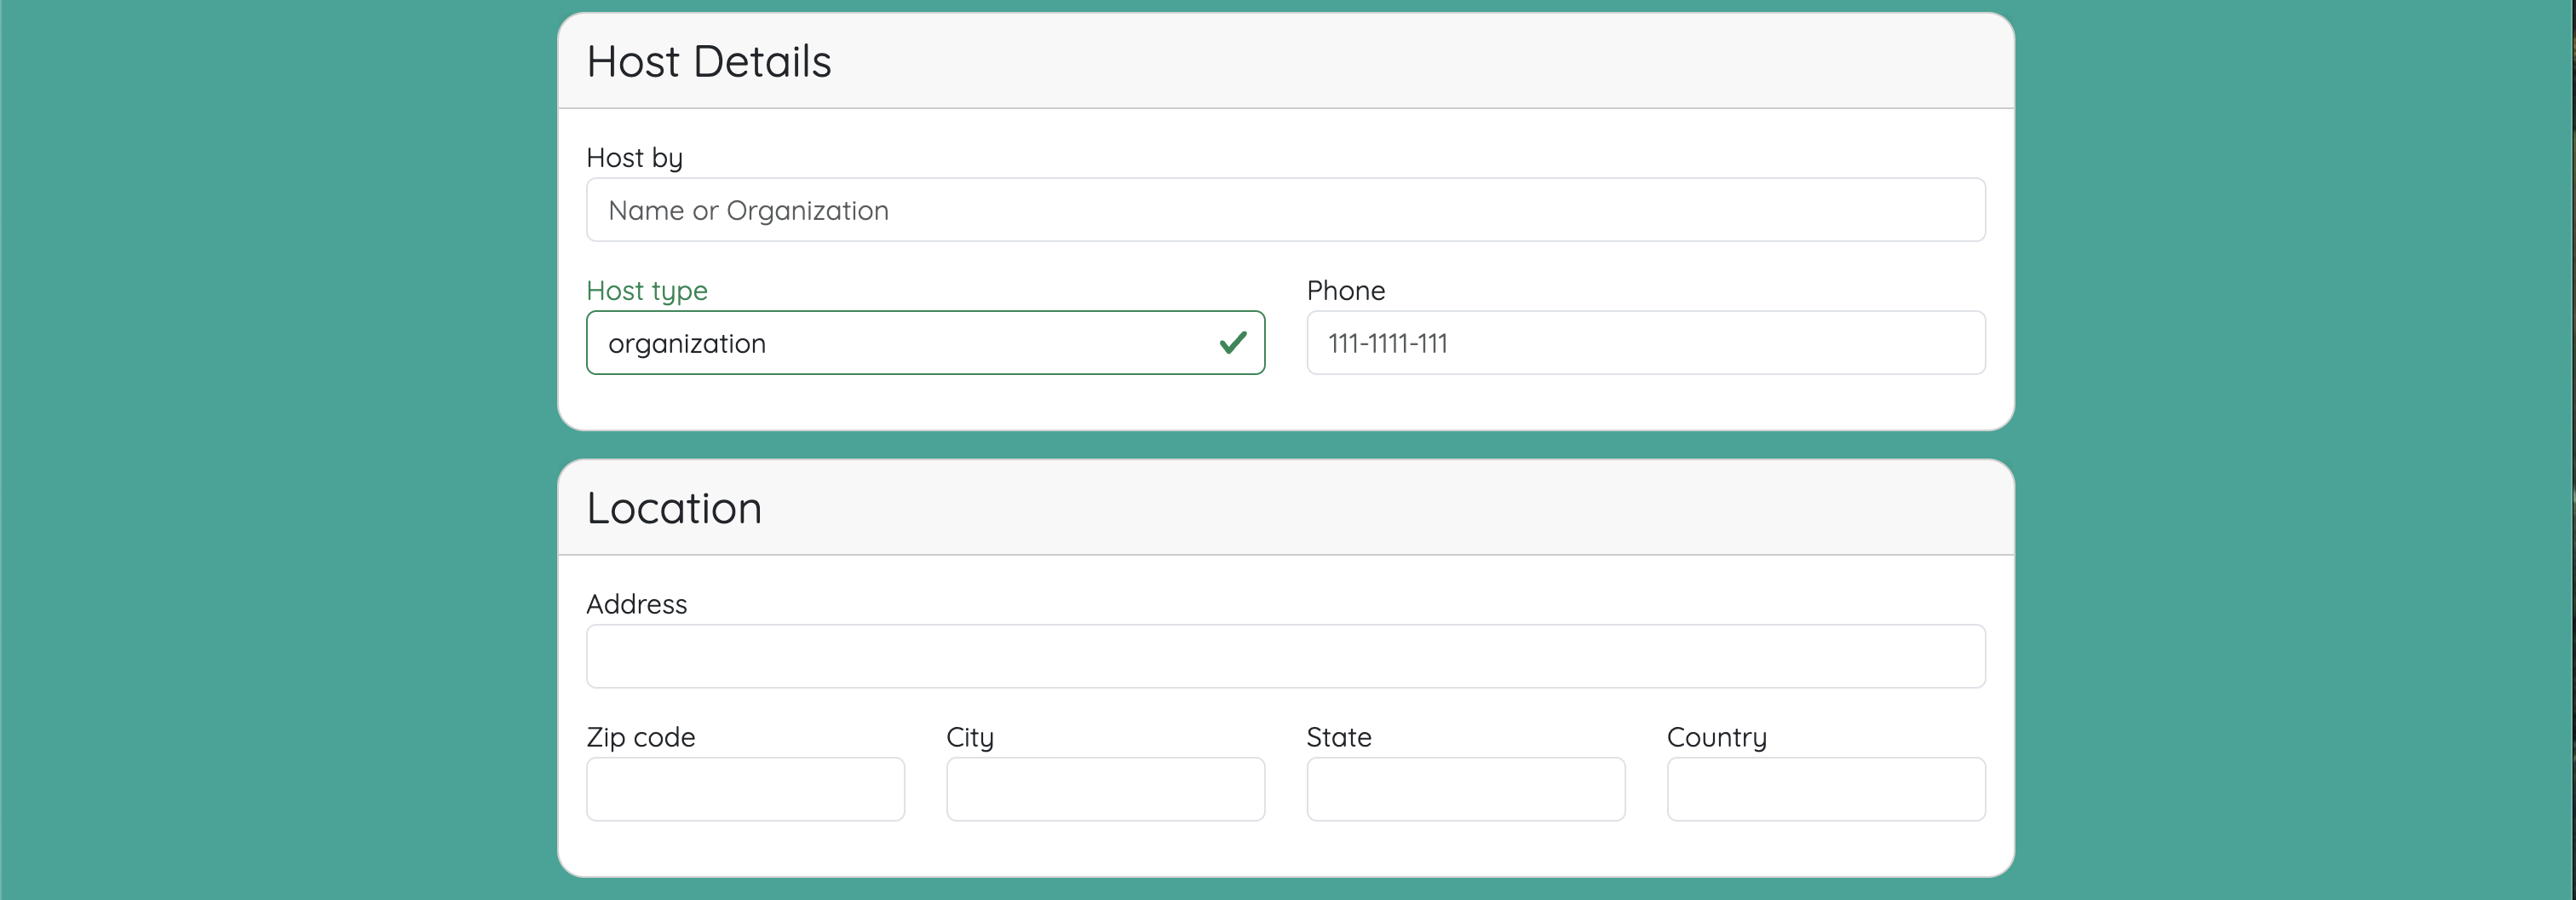 Host Details
Host by
Name or Organization
Host type
Phone
organization
111-1111-111
Location
Address
Zip code
City
State
Country